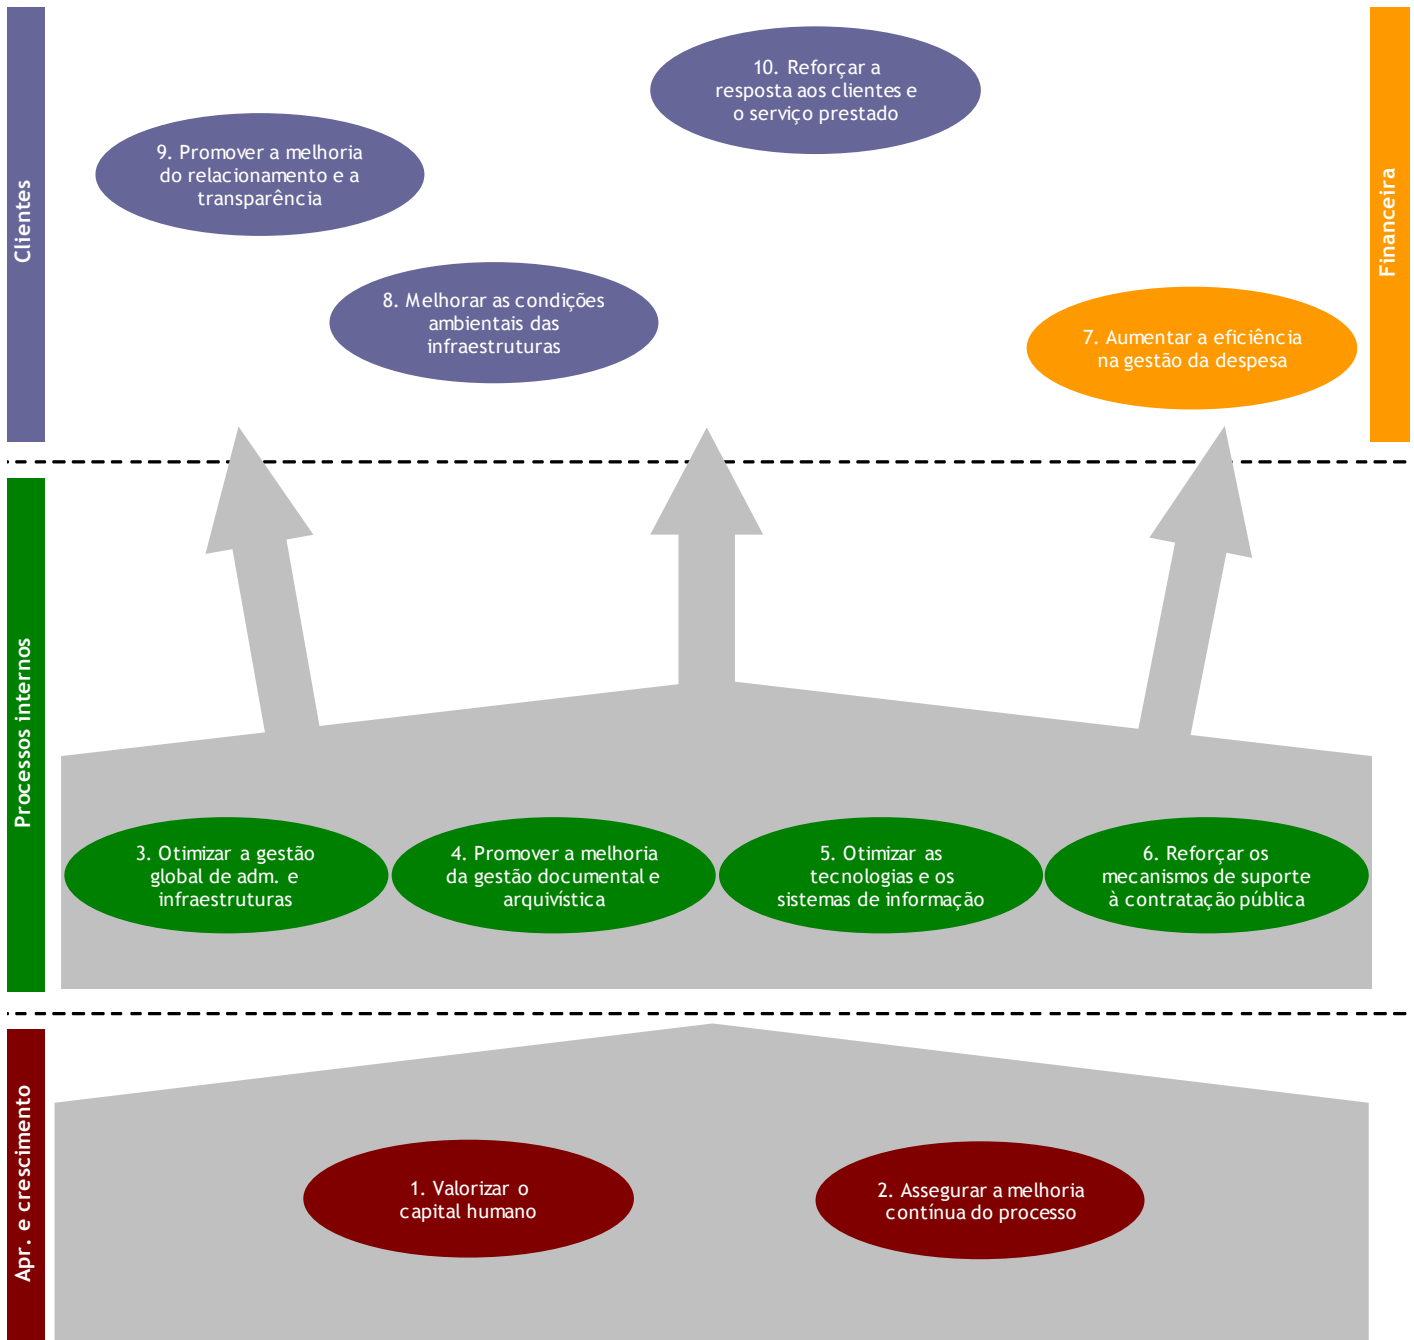 Clientes
Financeira
10. Reforçar a
resposta aos clientes e
o serviço prestado
9. Promover a melhoria
do relacionamento e a
transparência
8. Melhorar as condições
ambientais das
infraestruturas
7. Aumentar a eficiência
na gestão da despesa
Processos internos
3. Otimizar a gestão
global de adm. e
infraestruturas
4. Promover a melhoria
da gestão documental e
arquivística
5. Otimizar as
tecnologias e os
sistemas de informação
6. Reforçar os
mecanismos de suporte
à contratação pública
Apr. e crescimento
1. Valorizar o
capital humano
2. Assegurar a melhoria
contínua do processo